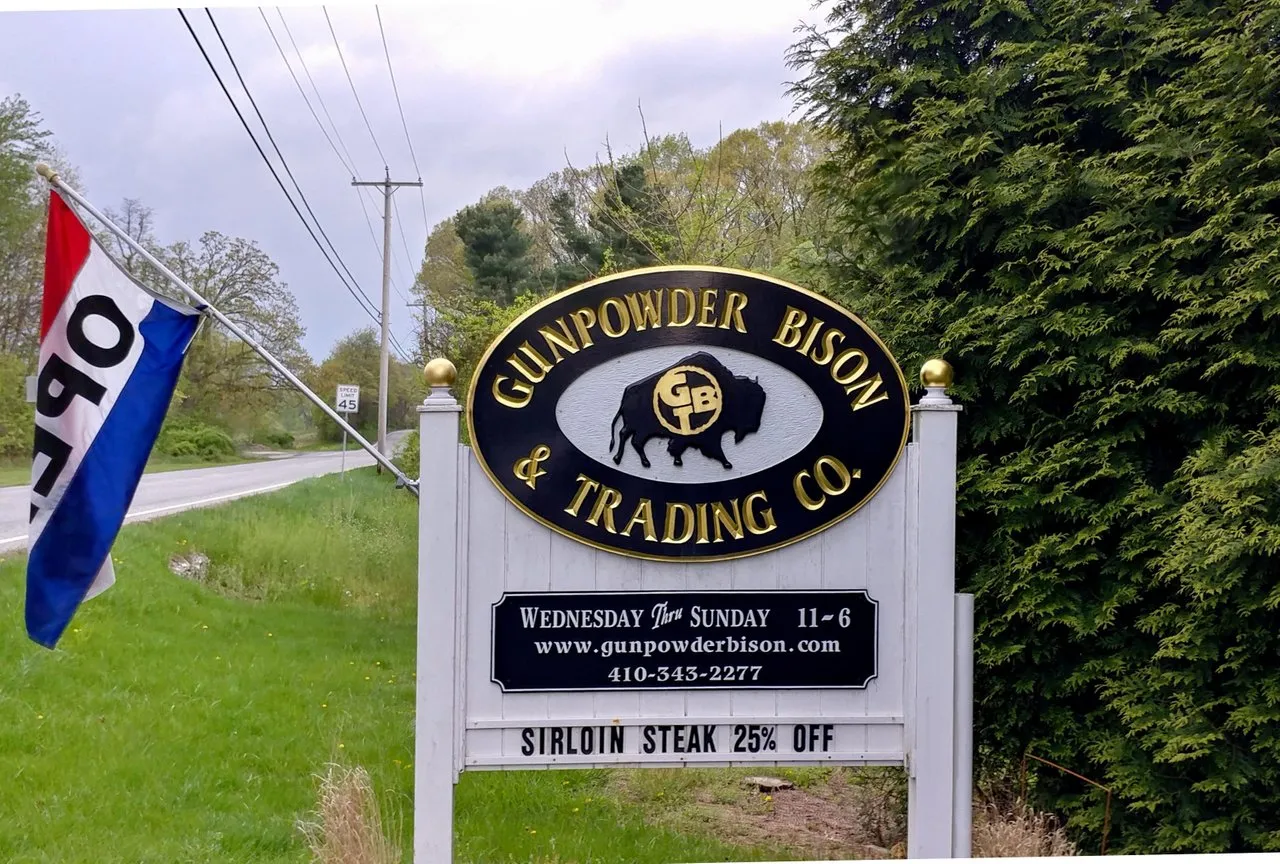 OPE
SPEED
LIMIT
45
GUNPOWDER BISON
GBT
& TRADING CO.
WEDNESDAY Thru SUNDAY 11~6
www.gunpowderbison.com
410-343-2277
SIRLOIN STEAK 25% OFF